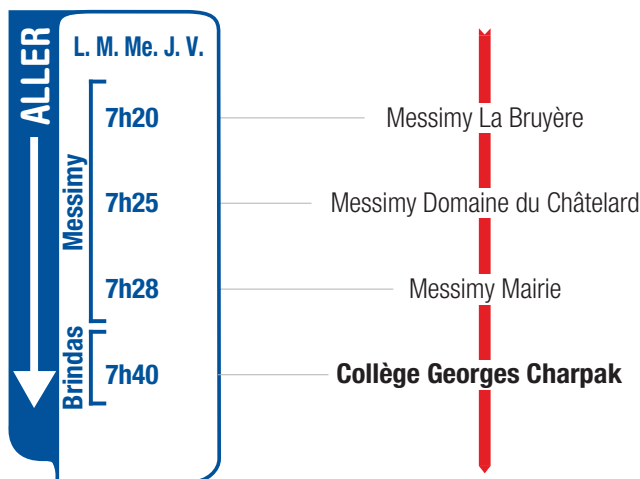 ALLER
L. M. Me. J. V.
Messimy
7h20 Messimy La Bruyère
7h25 Messimy Domaine du Châtelard
7h28 Messimy Mairie
Brindas
7h40 Collège Georges Charpak